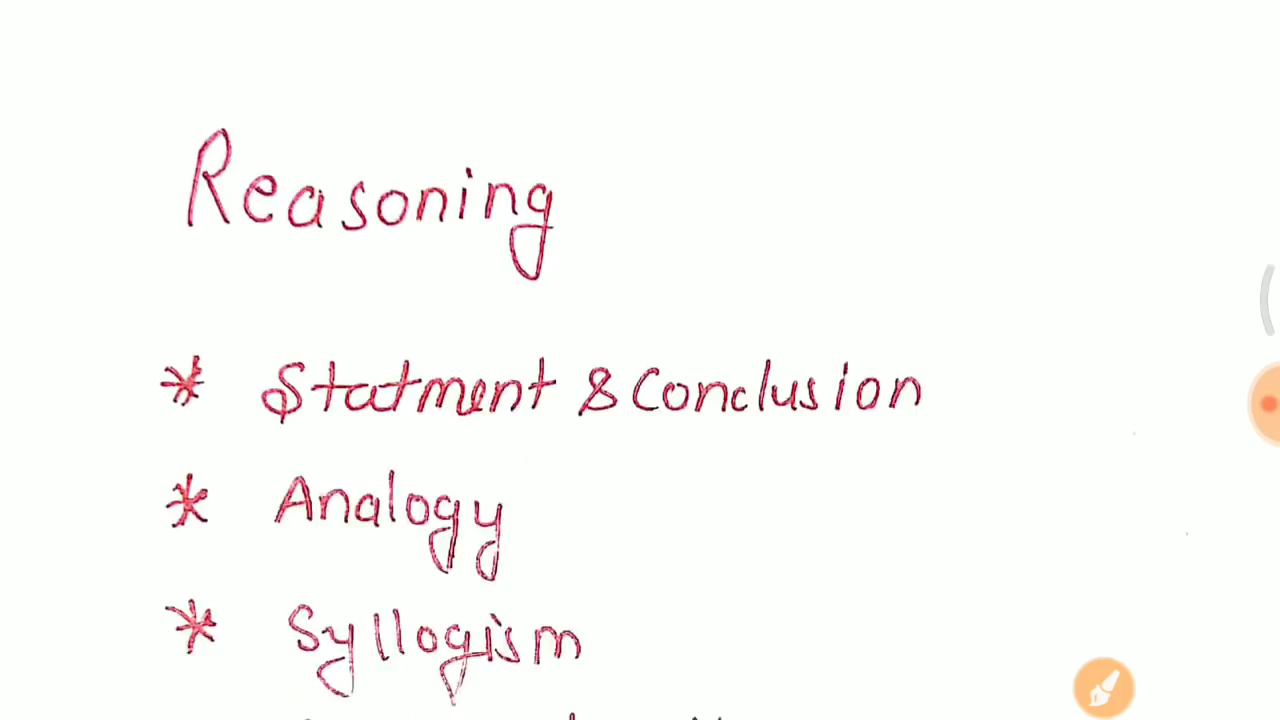 Reasoning
* Statment & Conclusion
* Analogy
* Syllogism